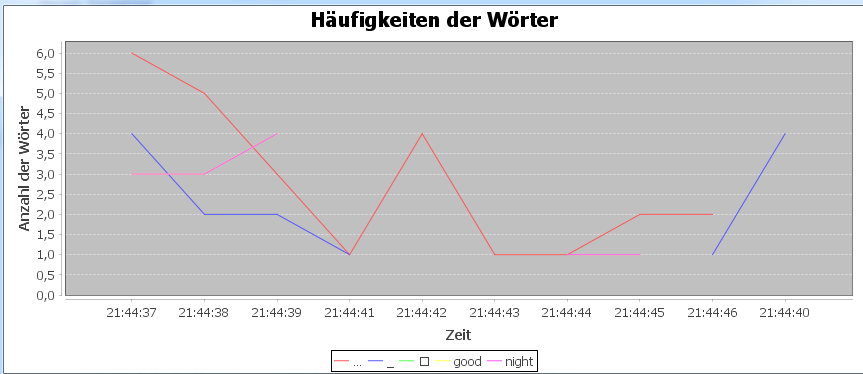 Häufigkeiten der Wörter
Anzahl der Wörter
6,0
5,5
5,0
4,5
4,0
3,5
3,0
2,5
2,0
1,5
1,0
0,5
0,0
21:44:37 21:44:38 21:44:39 21:44:41 21:44:42 21:44:43 21:44:44 21:44:45 21:44:46 21:44:40
Zeit
... _ □ good night